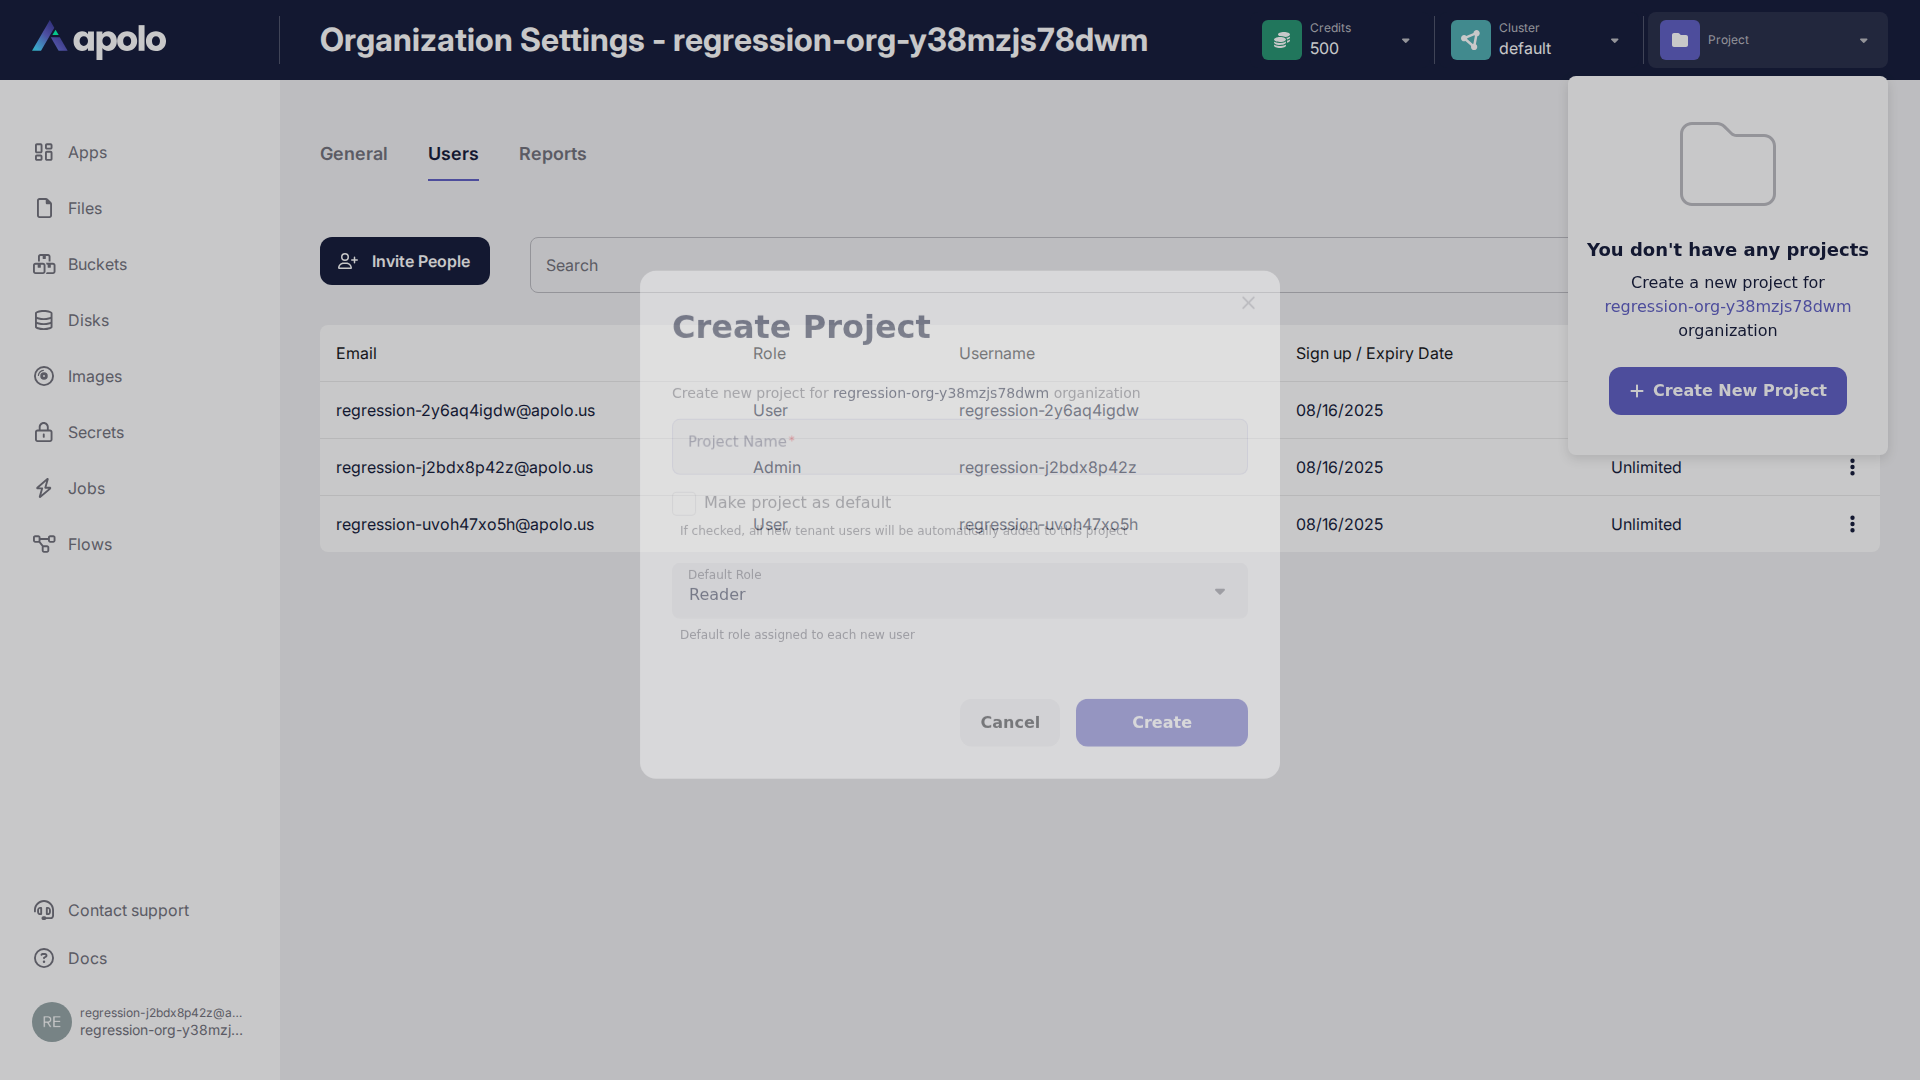 apolo
Organization Settings - regression-org-y38mzjs78dwm
Credits
500
Cluster
default
Project
Apps
Files
Buckets
Disks
Images
Secrets
Jobs
Flows
Contact support
Docs
RE
regression-j2bdx8p42z@a...
regression-org-y38mzj...
General
Users
Reports
Invite People
Search
Email
Role
Username
Sign up / Expiry Date
regression-2y6aq4igdw@apolo.us
User
regression-2y6aq4igdw
08/16/2025
regression-j2bdx8p42z@apolo.us
Admin
regression-j2bdx8p42z
08/16/2025
Unlimited
regression-uvoh47xo5h@apolo.us
User
regression-uvoh47xo5h
08/16/2025
Unlimited
You don't have any projects
Create a new project for
regression-org-y38mzjs78dwm
organization
+ Create New Project
Create Project
Create new project for regression-org-y38mzjs78dwm organization
Project Name*
Make project as default
If checked, all new tenant users will be automatically added to this project
Default Role
Reader
Default role assigned to each new user
Cancel
Create